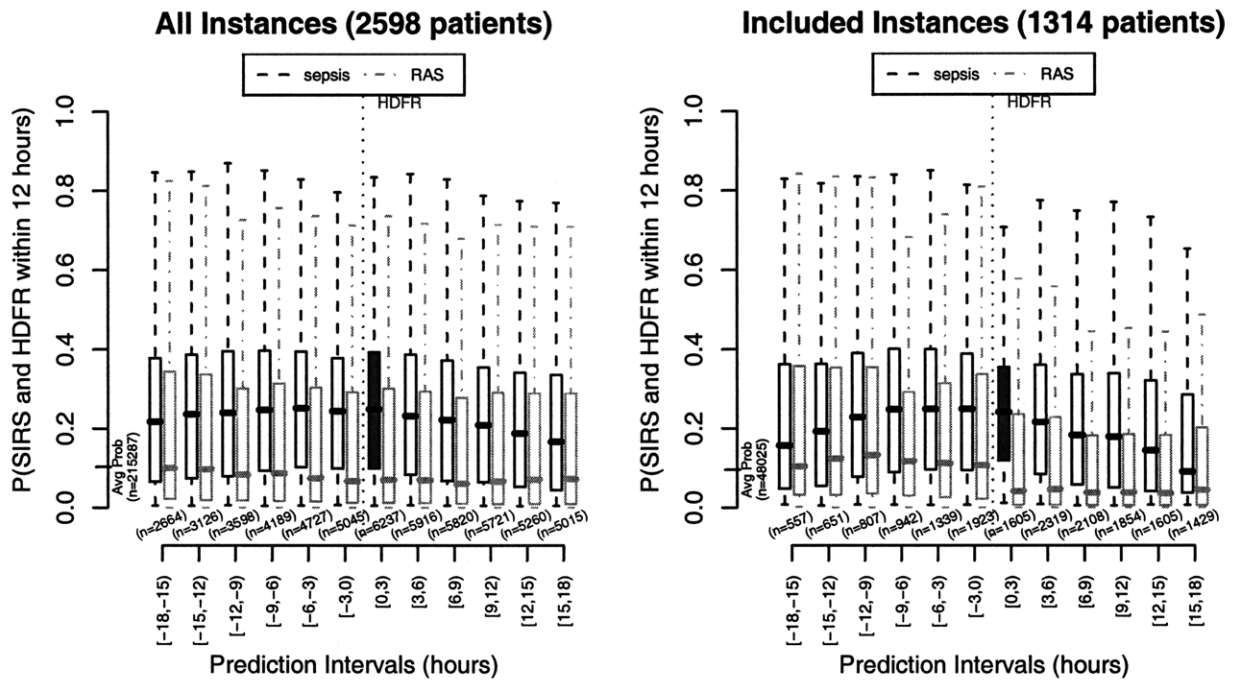 All Instances (2598 patients)
sepsis RAS
HDFR
P(SIRS and HDFR within 12 hours)
1.0
0.8
0.6
0.4
0.2
0.0
Avg Prob
(n=215287)
(n=2664) (n=3126) (n=3598) (n=4189) (n=4727) (n=5045) (n=6237) (n=5916) (n=5820) (n=5721) (n=5260) (n=5015)
[−18,−15) [−15,−12) [−12,−9) [−9,−6) [−6,−3) [−3,0) [0,3) [3,6) [6,9) [9,12) [12,15) [15,18)
Prediction Intervals (hours)
Included Instances (1314 patients)
sepsis RAS
HDFR
P(SIRS and HDFR within 12 hours)
1.0
0.8
0.6
0.4
0.2
0.0
Avg Prob
(n=48025)
(n=557) (n=651) (n=807) (n=942) (n=1339) (n=1923) (n=1605) (n=2319) (n=2108) (n=1854) (n=1605) (n=1429)
[−18,−15) [−15,−12) [−12,−9) [−9,−6) [−6,−3) [−3,0) [0,3) [3,6) [6,9) [9,12) [12,15) [15,18)
Prediction Intervals (hours)